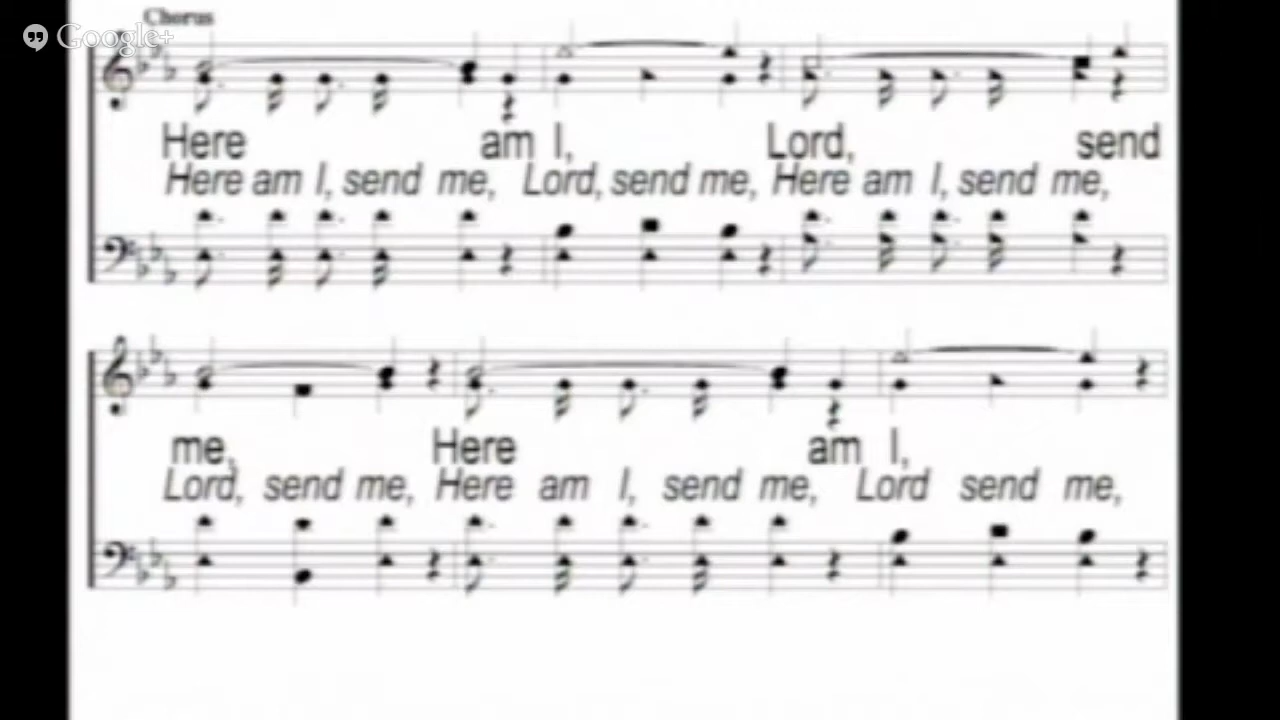 Chorus
Google+
Here am I, Lord, send
Here am I, send me, Lord, send me, Here am I, send me,
me, Here am I,
Lord, send me, Here am I, send me, Lord send me,